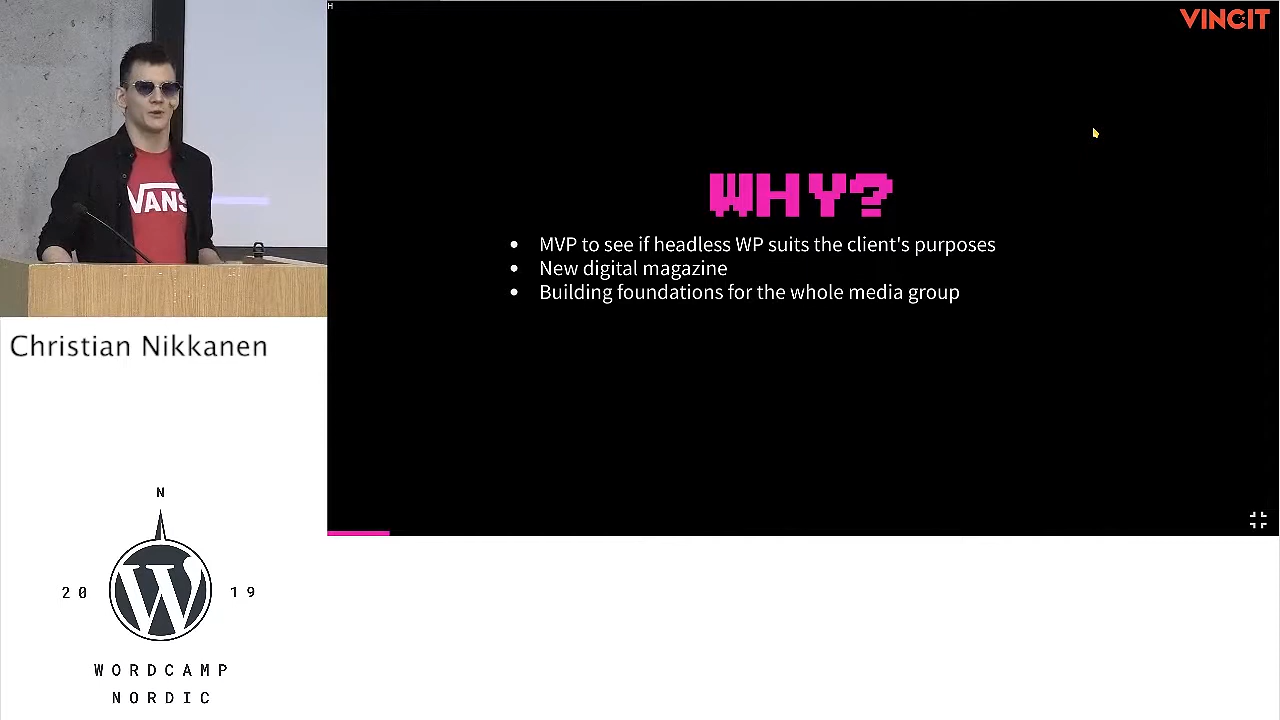 H
VINCIT
VANS
WHY?
• MVP to see if headless WP suits the client's purposes
• New digital magazine
• Building foundations for the whole media group
Christian Nikkanen
N
20 19
W
WORDCAMP
NORDIC